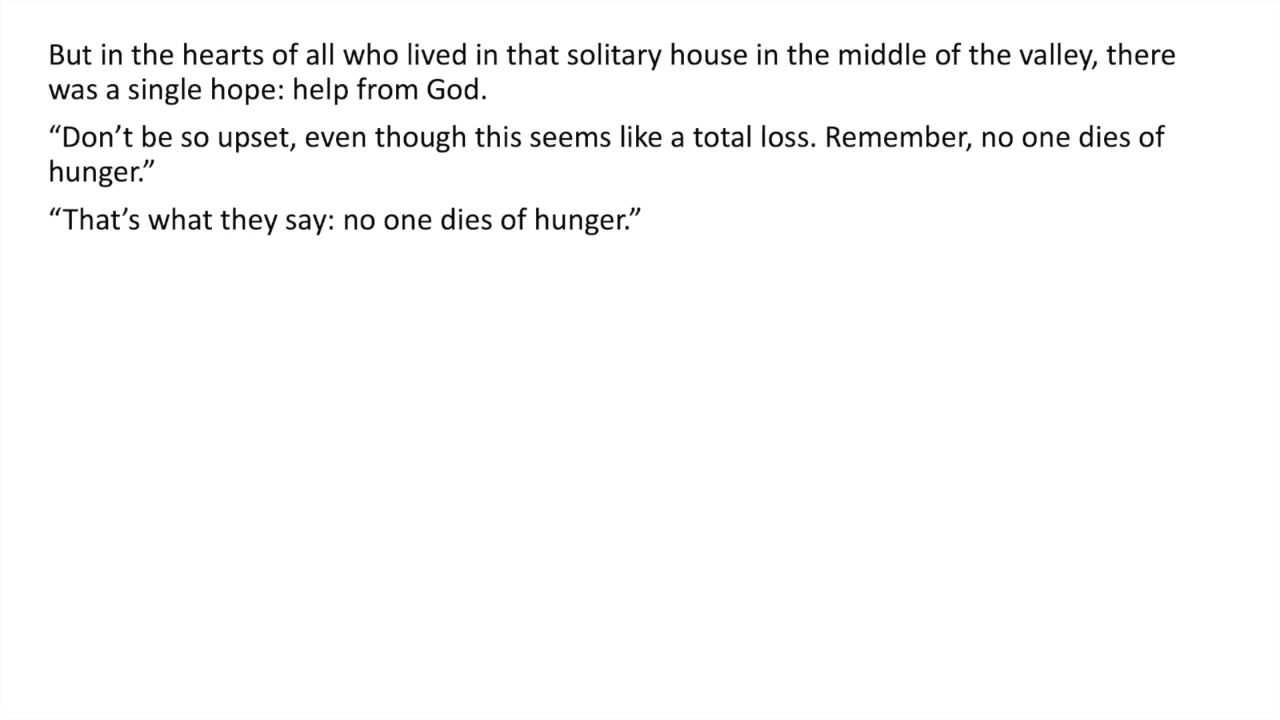 But in the hearts of all who lived in that solitary house in the middle of the valley, there
was a single hope: help from God.
“Don’t be so upset, even though this seems like a total loss. Remember, no one dies of
hunger.”
“That’s what they say: no one dies of hunger.”